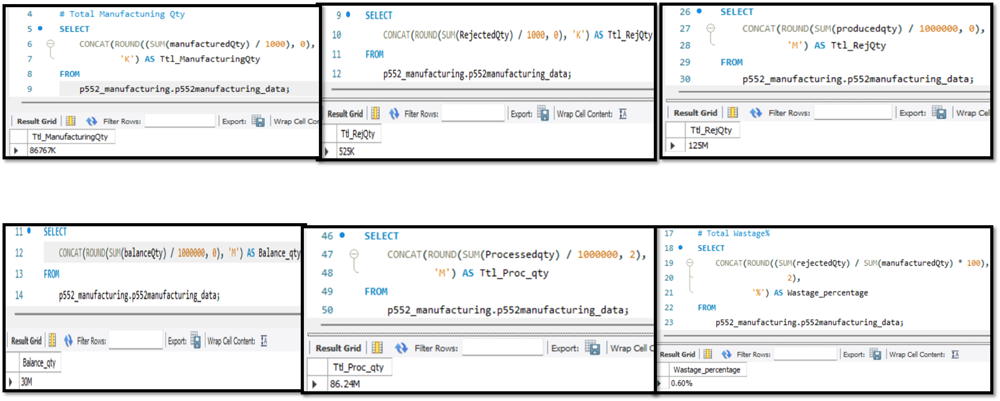 4 # Total Manufactuning Qty
5 SELECT
6 CONCAT(ROUND((SUM(manufacturedQty) / 1000), 0),
7 'K') AS Ttl_ManufacturingQty
8 FROM
9 p552_manufacturing.p552manufacturing_data;
Result Grid Filter Rows: Export: Wrap Cell Cor
Ttl_ManufacturingQty
86767K
9 SELECT
10 CONCAT(ROUND(SUM(RejectedQty) / 1000, 0), 'K') AS Ttl_RejQty
11 FROM
12 p552_manufacturing.p552manufacturing_data;
Result Grid Filter Rows: Export: Wrap Cell Content:
Ttl_RejQty
525K
26 SELECT
27 CONCAT(ROUND(SUM(producedqty) / 1000000, 0),
28 'M') AS Ttl_RejQty
29 FROM
30 p552_manufacturing.p552manufacturing_data;
Result Grid Filter Rows: Export: Wrap Cel
Ttl_RejQty
125M
11 SELECT
12 CONCAT(ROUND(SUM(balanceQty) / 1000000, 0), 'M') AS Balance_qty
13 FROM
14 p552_manufacturing.p552manufacturing_data;
Result Grid Filter Rows: Export: Wrap Cell Content:
Balance_qty
30M
46 SELECT
47 CONCAT(ROUND(SUM(Processedqty) / 1000000, 2),
48 'M') AS Ttl_Proc_qty
49 FROM
50 p552_manufacturing.p552manufacturing_data;
Result Grid Filter Rows: Export: Wrap Cell C
Ttl_Proc_qty
86.24M
17 # Total Wastage%
18 SELECT
19 CONCAT(ROUND((SUM(rejectedQty) / SUM(manufacturedQty) * 100),
20 2),
21 '%') AS Wastage_percentage
22 FROM
23 p552_manufacturing.p552manufacturing_data;
Result Grid Filter Rows: Export: Wrap Cell Content:
Wastage_percentage
0.60%